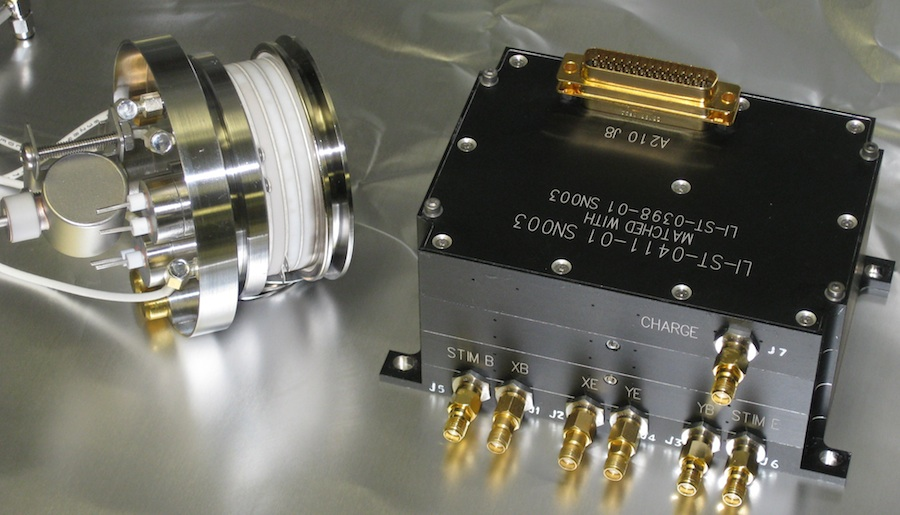 A210 J8
LI-ST-0411-01 SN003
MATCHED WITH
LI-ST-0398-01 SN003
CHARGE
J7
STIM B
XB
XE
YE
YB
STIM E
J5
J1
J2
J4
J3
J6